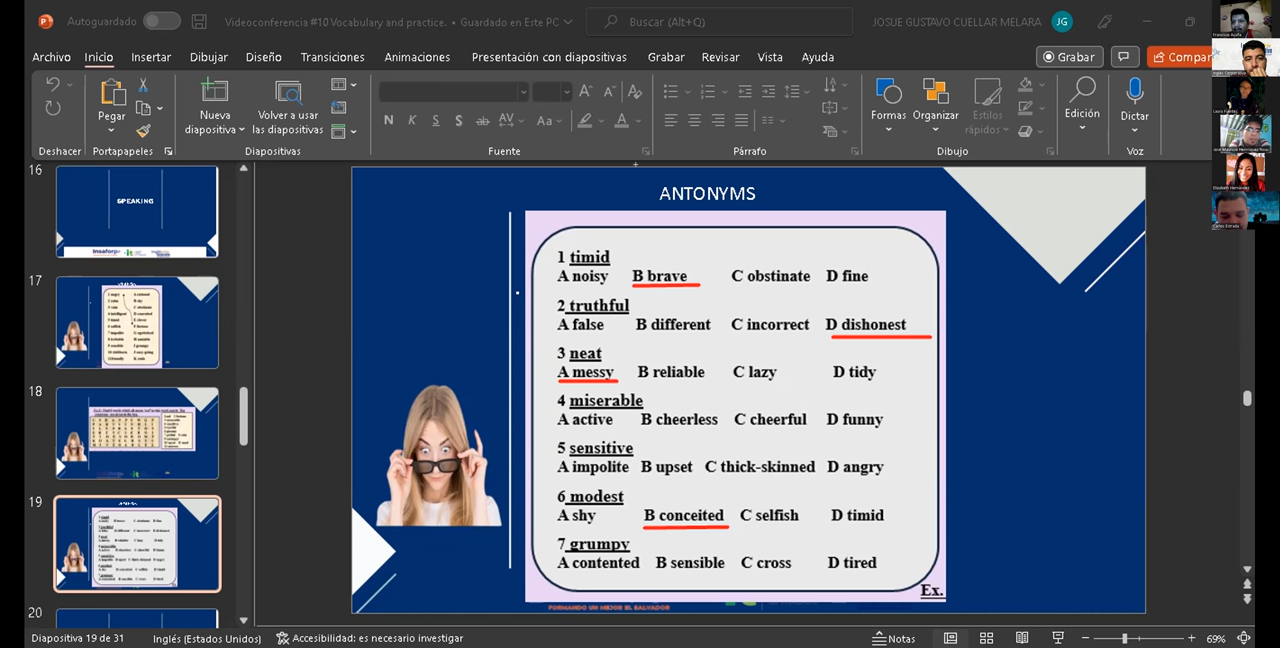 Autoguardado
Videoconferencia #10 Vocabulary and practice. • Guardado en Este PC
Buscar (Alt+Q)
JOSUE GUSTAVO CUELLAR MELARA
JG
Archivo Inicio Insertar Dibujar Diseño Transiciones Animaciones Presentación con diapositivas Grabar Revisar Vista Ayuda
Grabar
Compar
Pegar
Nueva diapositiva
Volver a usar las diapositivas
N K S S ab AV Aa A
Formas
Organizar
Estilos rápidos
Edición
Dictar
Deshacer Portapapeles Diapositivas Fuente Párrafo Dibujo Voz
16
SPEAKING
17
18
19
20
ANTONYMS
1 timid
A noisy B brave C obstinate D fine
2 truthful
A false B different C incorrect D dishonest
3 neat
A messy B reliable C lazy D tidy
4 miserable
A active B cheerless C cheerful D funny
5 sensitive
A impolite B upset C thick-skinned D angry
6 modest
A shy B conceited C selfish D timid
7 grumpy
A contented B sensible C cross D tired
Ex.
FORMANDO UN MEJOR EL SALVADOR
Diapositiva 19 de 31 Inglés (Estados Unidos) Accesibilidad: es necesario investigar
Notas
69%